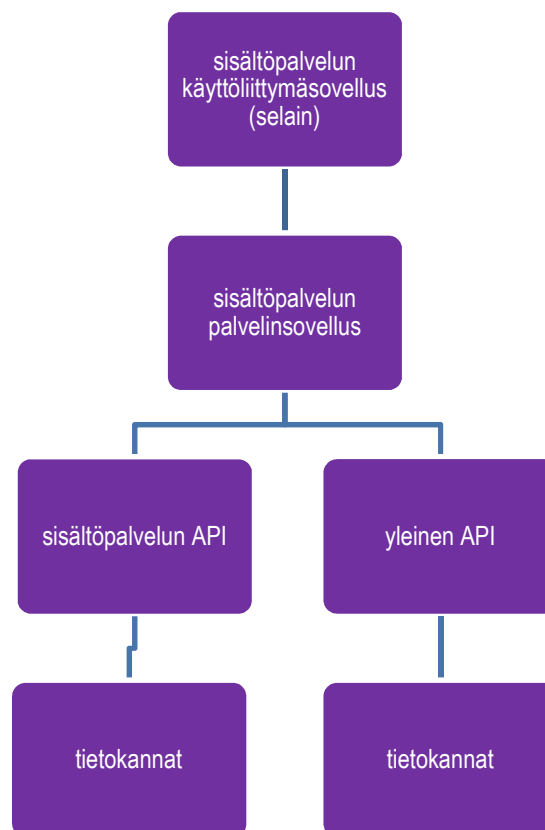 sisältöpalvelun
käyttöliittymäsovellus
(selain)
sisältöpalvelun
palvelinsovellus
sisältöpalvelun API
yleinen API
tietokannat
tietokannat